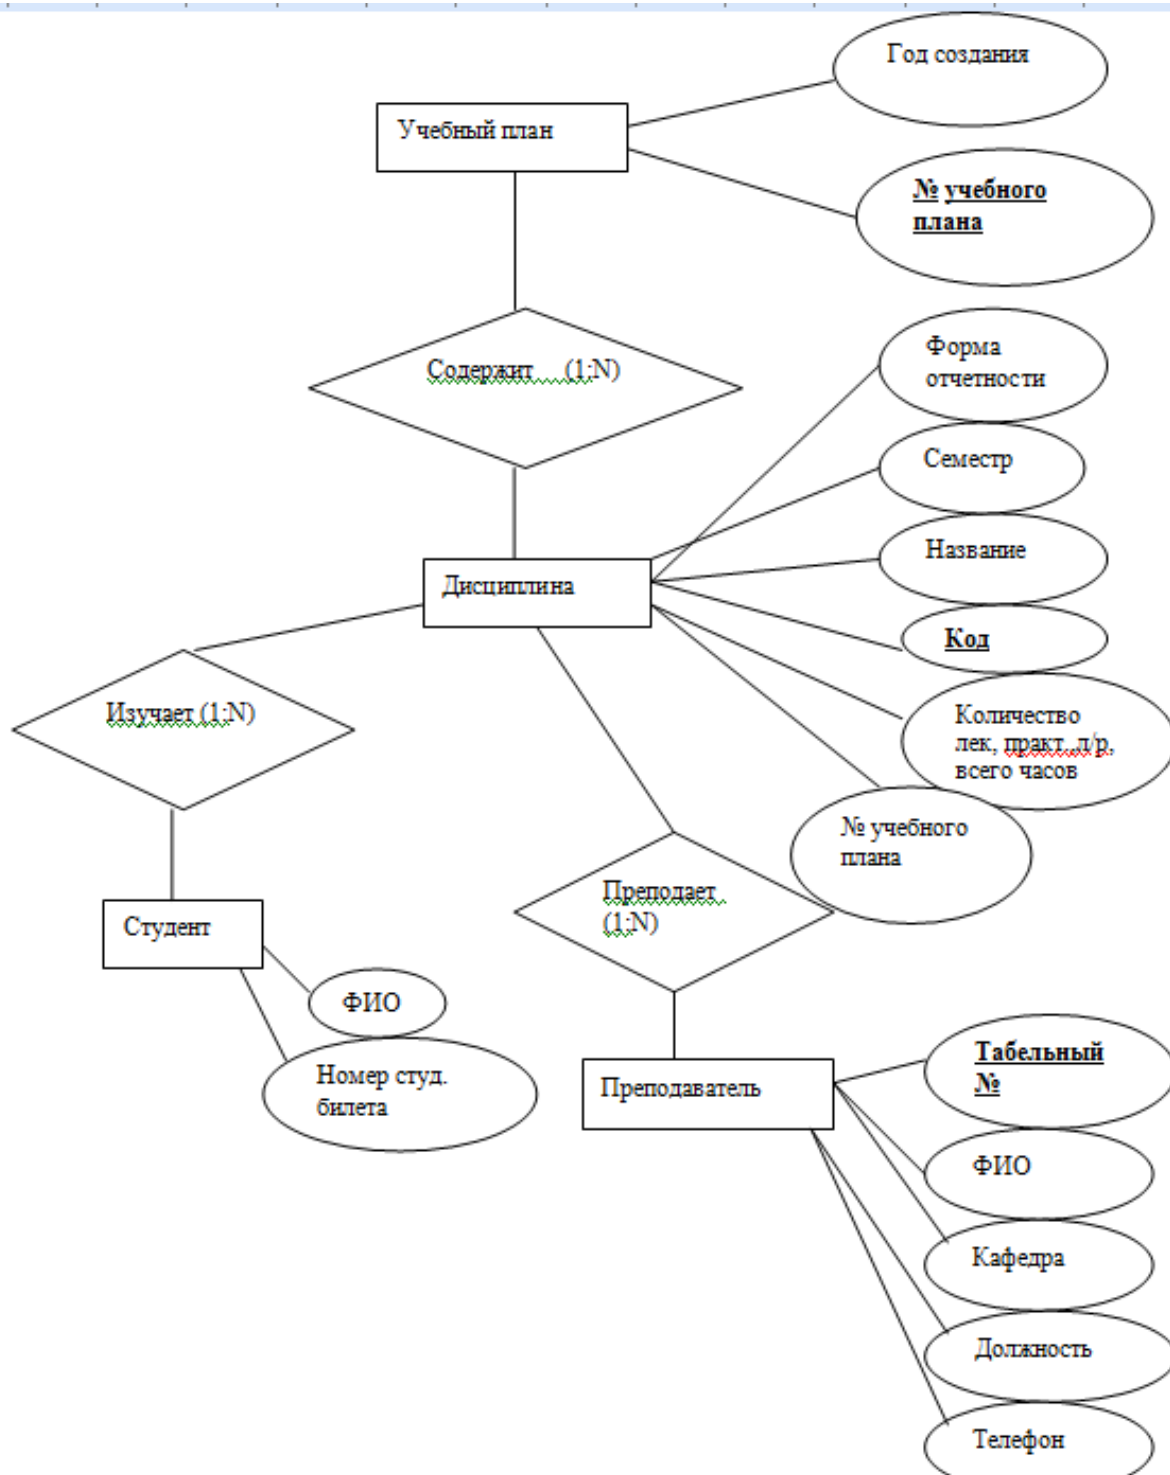 Год создания
Учебный план
№ учебного
плана
Содержит (1:N)
Форма
отчетности
Семестр
Название
Дисциплина
Код
Изучает (1:N)
Количество
лек, практ.,л/р,
всего часов
№ учебного
плана
Преподает
(1:N)
Студент
ФИО
Номер студ.
билета
Преподаватель
Табельный
№
ФИО
Кафедра
Должность
Телефон